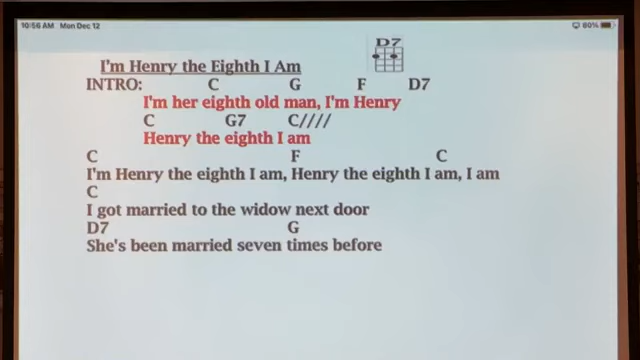 10:56 AM Mon Dec 12
80%
D7
I'm Henry the Eighth I Am
INTRO: C G F D7
I'm her eighth old man, I'm Henry
C G7 C////
Henry the eighth I am
C F C
I'm Henry the eighth I am, Henry the eighth I am, I am
C
I got married to the widow next door
D7 G
She's been married seven times before